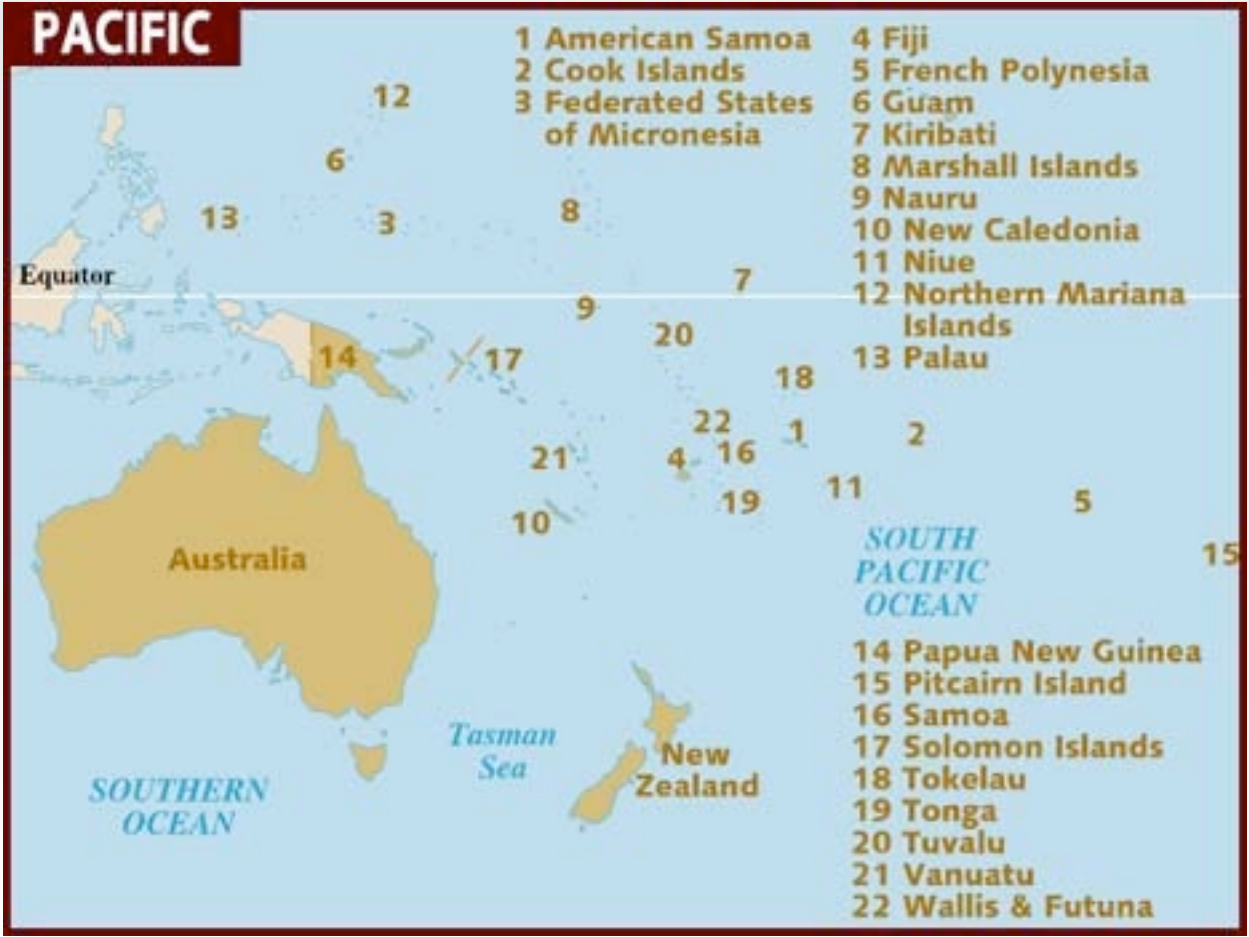 PACIFIC
1 American Samoa
2 Cook Islands
3 Federated States
of Micronesia
4 Fiji
5 French Polynesia
6 Guam
7 Kiribati
8 Marshall Islands
9 Nauru
10 New Caledonia
11 Niue
12 Northern Mariana
Islands
13 Palau
12
6
13
3
8
Equator
7
9
20
14
17
18
22
1
2
21
4
16
19
11
5
10
15
Australia
SOUTH
PACIFIC
OCEAN
Tasman
Sea
New
Zealand
SOUTHERN
OCEAN
14 Papua New Guinea
15 Pitcairn Island
16 Samoa
17 Solomon Islands
18 Tokelau
19 Tonga
20 Tuvalu
21 Vanuatu
22 Wallis & Futuna